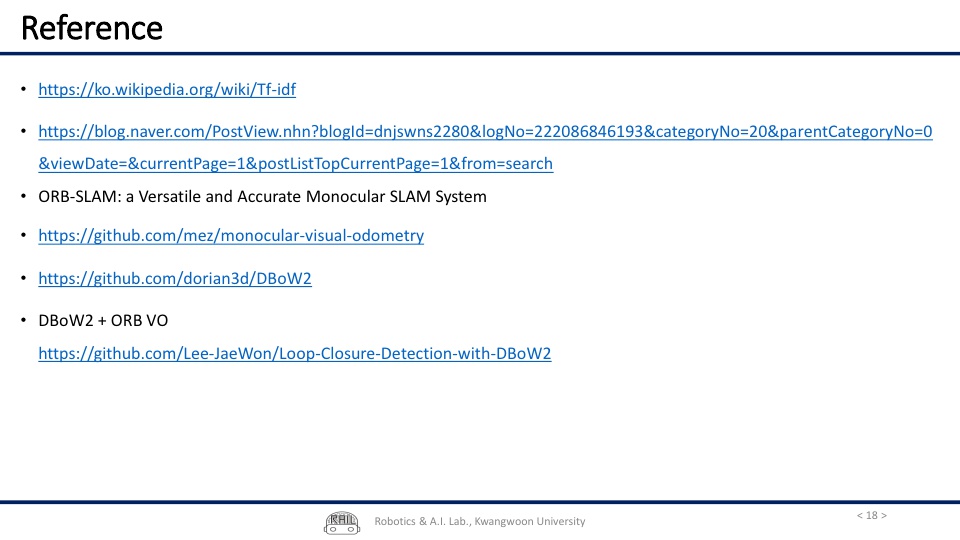 Reference
• https://ko.wikipedia.org/wiki/Tf-idf
• https://blog.naver.com/PostView.nhn?blogId=dnjswns2280&logNo=222086846193&categoryNo=20&parentCategoryNo=0
&viewDate=&currentPage=1&postListTopCurrentPage=1&from=search
• ORB-SLAM: a Versatile and Accurate Monocular SLAM System
• https://github.com/mez/monocular-visual-odometry
• https://github.com/dorian3d/DBoW2
• DBoW2 + ORB VO
https://github.com/Lee-JaeWon/Loop-Closure-Detection-with-DBoW2
RAIL
Robotics & A.I. Lab., Kwangwoon University
< 18 >